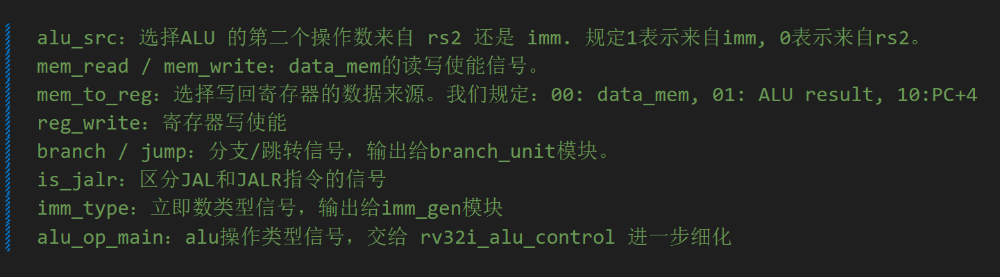 alu_src：选择ALU 的第二个操作数来自 rs2 还是 imm. 规定1表示来自imm, 0表示来自rs2。
mem_read / mem_write：data_mem的读写使能信号。
mem_to_reg：选择写回寄存器的数据来源。我们规定：00: data_mem, 01: ALU result, 10:PC+4
reg_write：寄存器写使能
branch / jump：分支/跳转信号，输出给branch_unit模块。
is_jalr：区分JAL和JALR指令的信号
imm_type：立即数类型信号，输出给imm_gen模块
alu_op_main：alu操作类型信号，交给 rv32i_alu_control 进一步细化